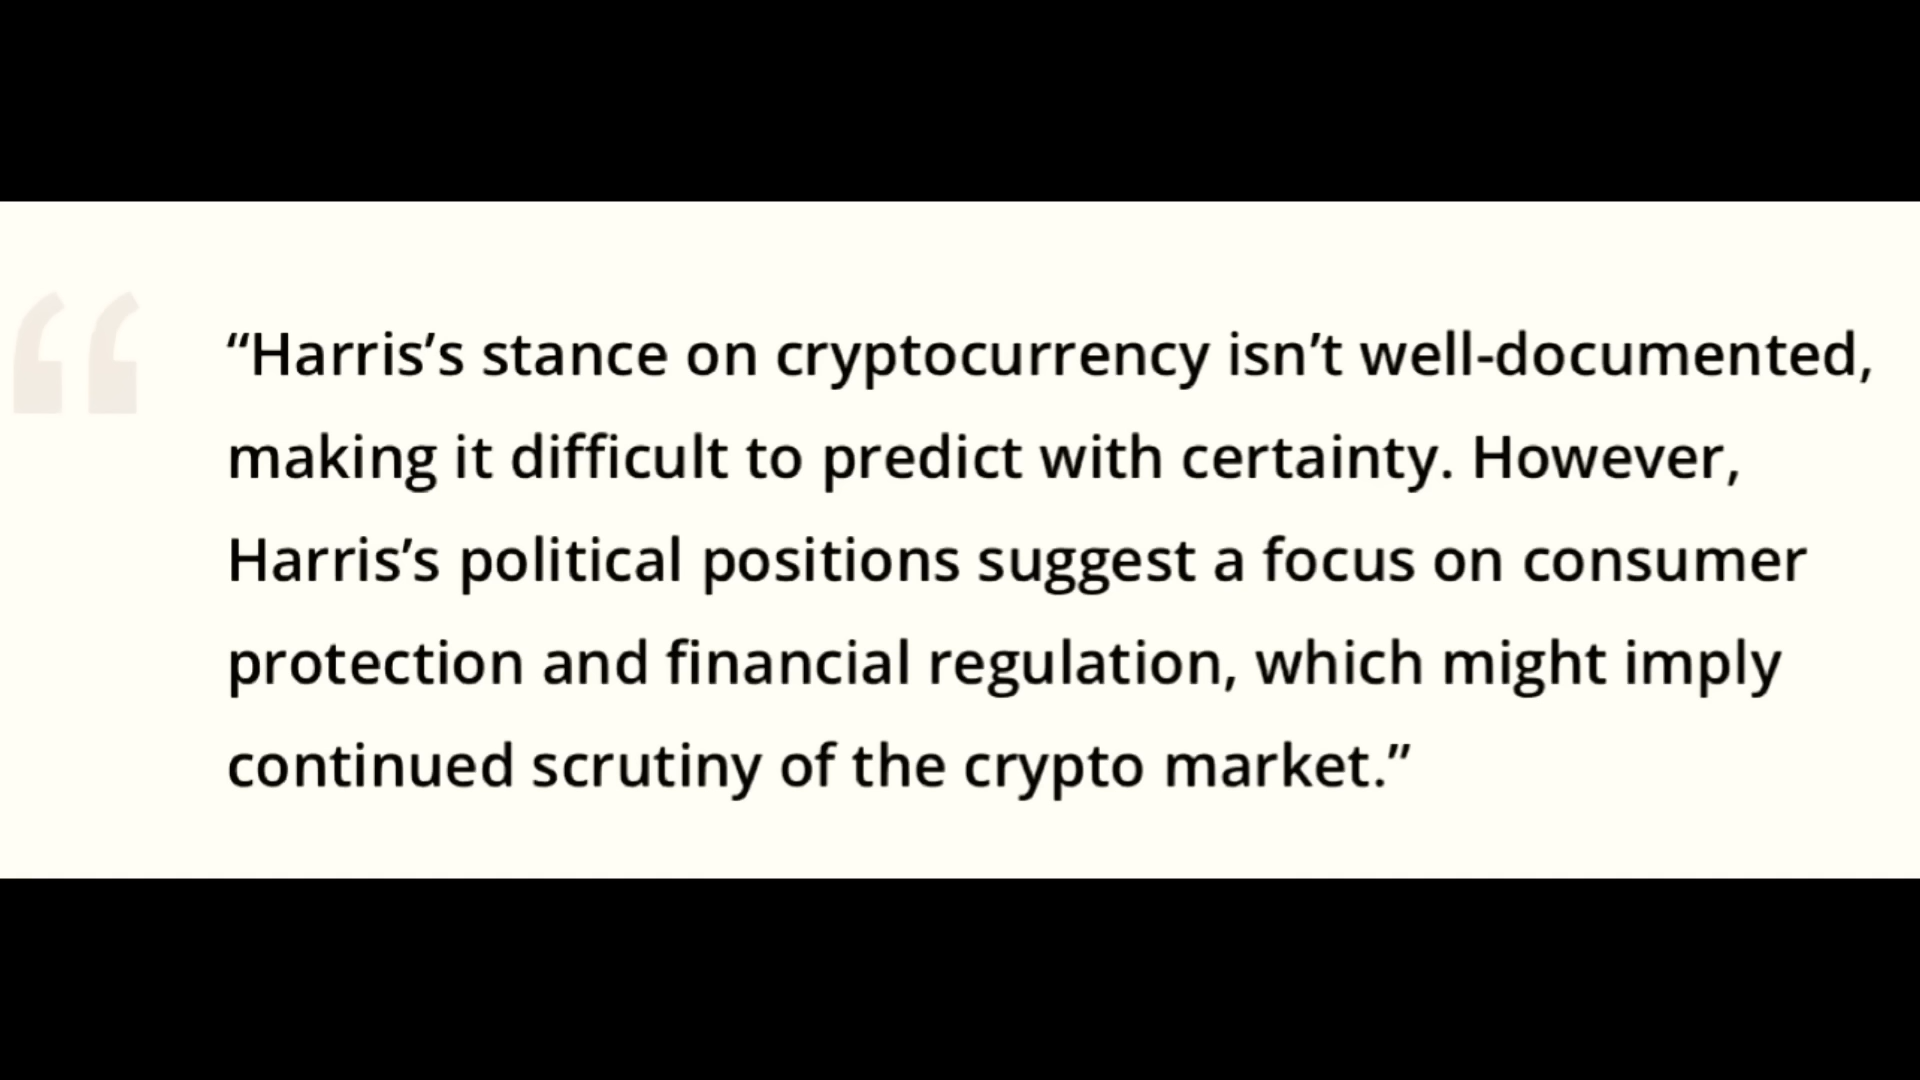 “Harris’s stance on cryptocurrency isn’t well-documented,
making it difficult to predict with certainty. However,
Harris’s political positions suggest a focus on consumer
protection and financial regulation, which might imply
continued scrutiny of the crypto market.”